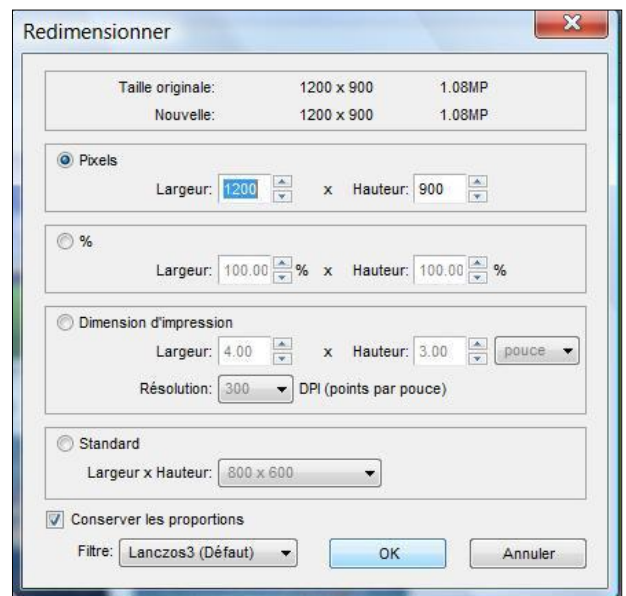 Redimensionner
Taille originale: 1200 x 900 1.08MP
Nouvelle: 1200 x 900 1.08MP
Pixels
Largeur: 1200 x Hauteur: 900
%
Largeur: 100.00 % x Hauteur: 100.00 %
Dimension d'impression
Largeur: 4.00 x Hauteur: 3.00 pouce
Résolution: 300 DPI (points par pouce)
Standard
Largeur x Hauteur: 800 x 600
Conserver les proportions
Filtre: Lanczos3 (Défaut) OK Annuler